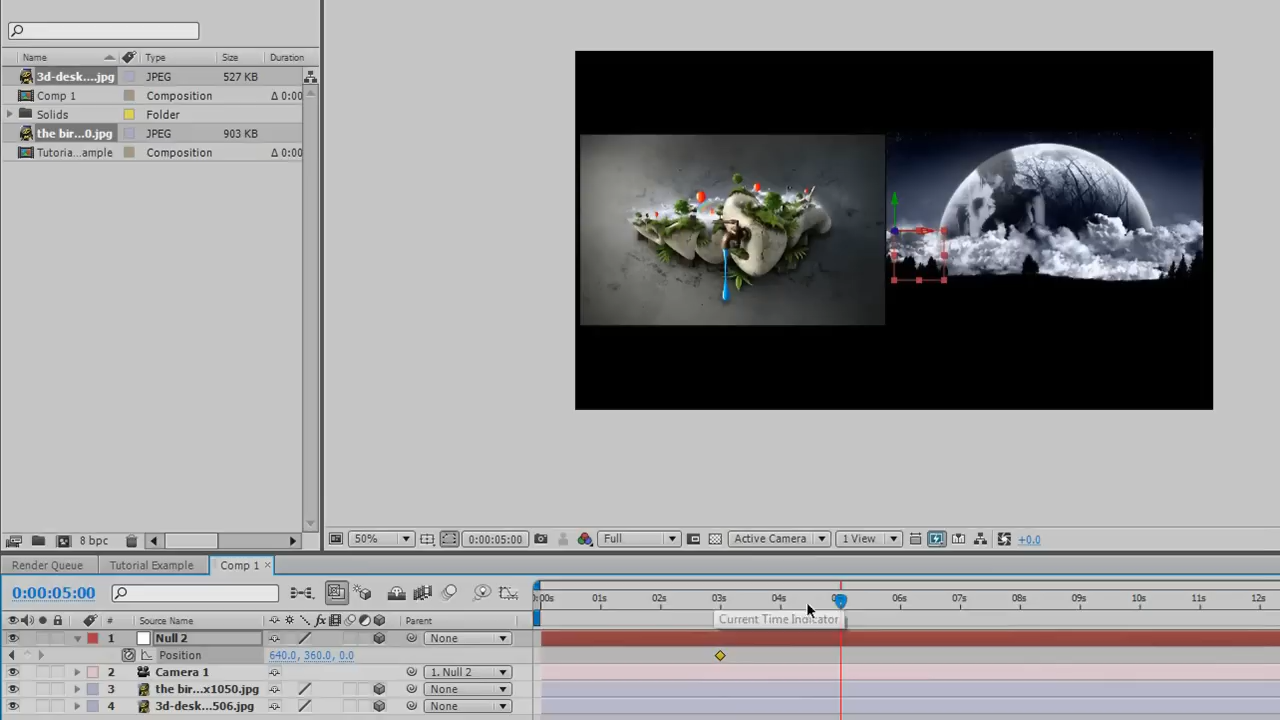 Name Type Size Duration
3d-desk....jpg JPEG 527 KB
Comp 1 Composition Δ 0:00
Solids Folder
the bir...0.jpg JPEG 903 KB
Tutoria...ample Composition Δ 0:00
8 bpc
50% 0:00:05:00 Full Active Camera 1 View +0.0
Render Queue Tutorial Example Comp 1 ×
0:00:05:00
:00s 01s 02s 03s 04s 06s 07s 08s 09s 10s 11s 12s
Current Time Indicator
# Source Name fx Parent
1 Null 2 None
Position 640.0, 360.0, 0.0
2 Camera 1 1. Null 2
3 the bir...x1050.jpg None
4 3d-desk...506.jpg None